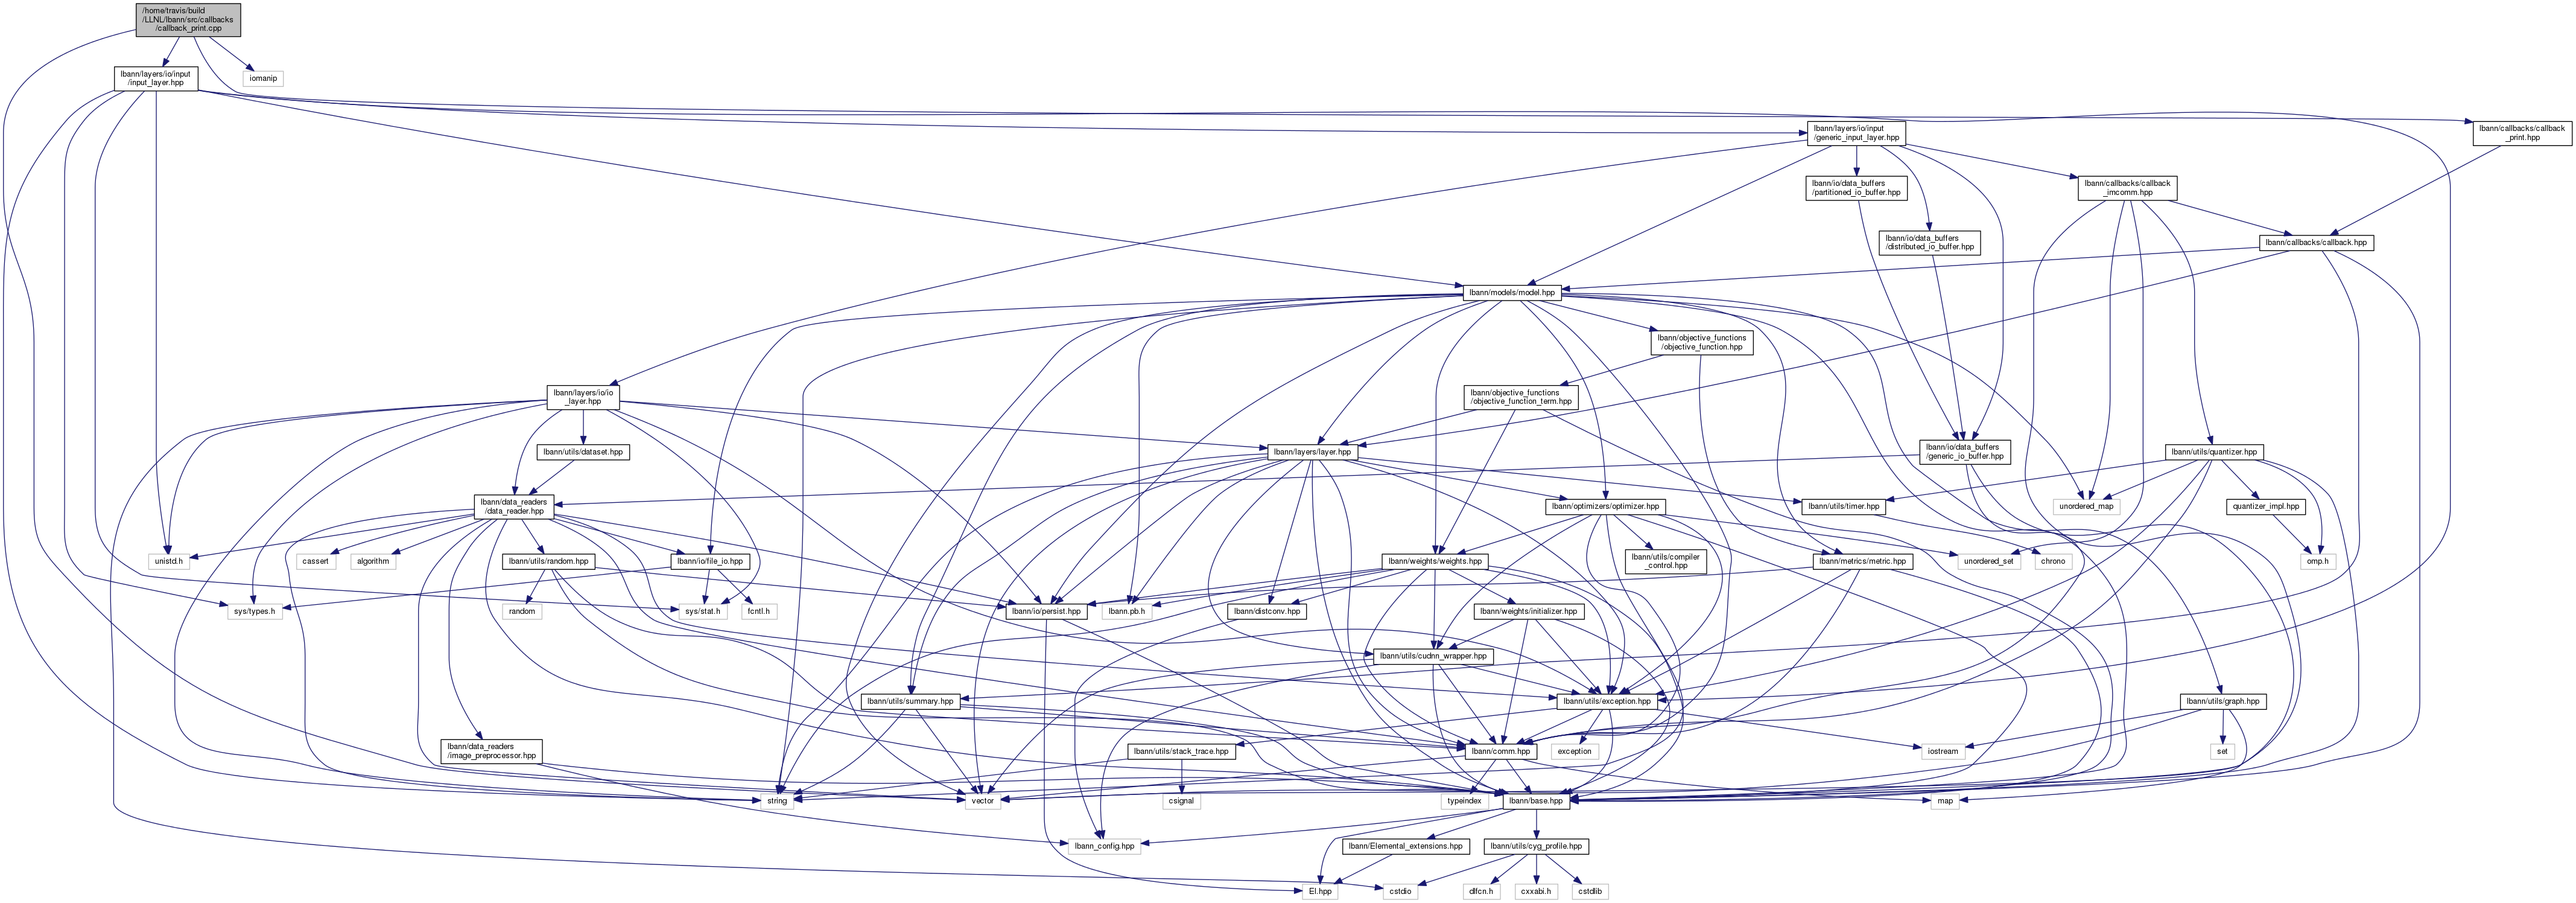 /home/travis/build
/LLNL/lbann/src/callbacks
/callback_print.cpp
lbann/layers/io/input
/input_layer.hpp
iomanip
lbann/layers/io/input
/generic_input_layer.hpp
lbann/callbacks/callback
_print.hpp
lbann/io/data_buffers
/partitioned_io_buffer.hpp
lbann/callbacks/callback
_imcomm.hpp
lbann/io/data_buffers
/distributed_io_buffer.hpp
lbann/callbacks/callback.hpp
lbann/models/model.hpp
lbann/objective_functions
/objective_function.hpp
lbann/layers/io/io
_layer.hpp
lbann/objective_functions
/objective_function_term.hpp
lbann/utils/dataset.hpp
lbann/layers/layer.hpp
lbann/io/data_buffers
/generic_io_buffer.hpp
lbann/utils/quantizer.hpp
lbann/data_readers
/data_reader.hpp
lbann/optimizers/optimizer.hpp
lbann/utils/timer.hpp
unordered_map
quantizer_impl.hpp
unistd.h
cassert
algorithm
lbann/utils/random.hpp
lbann/io/file_io.hpp
lbann/weights/weights.hpp
lbann/utils/compiler
_control.hpp
lbann/metrics/metric.hpp
unordered_set
chrono
omp.h
sys/types.h
random
sys/stat.h
fcntl.h
lbann/io/persist.hpp
lbann.pb.h
lbann/distconv.hpp
lbann/weights/initializer.hpp
lbann/utils/cudnn_wrapper.hpp
lbann/utils/summary.hpp
lbann/utils/exception.hpp
lbann/utils/graph.hpp
lbann/data_readers
/image_preprocessor.hpp
lbann/utils/stack_trace.hpp
lbann/comm.hpp
exception
iostream
set
string
vector
csignal
typeindex
lbann/base.hpp
map
lbann_config.hpp
lbann/Elemental_extensions.hpp
lbann/utils/cyg_profile.hpp
El.hpp
cstdio
dlfcn.h
cxxabi.h
cstdlib